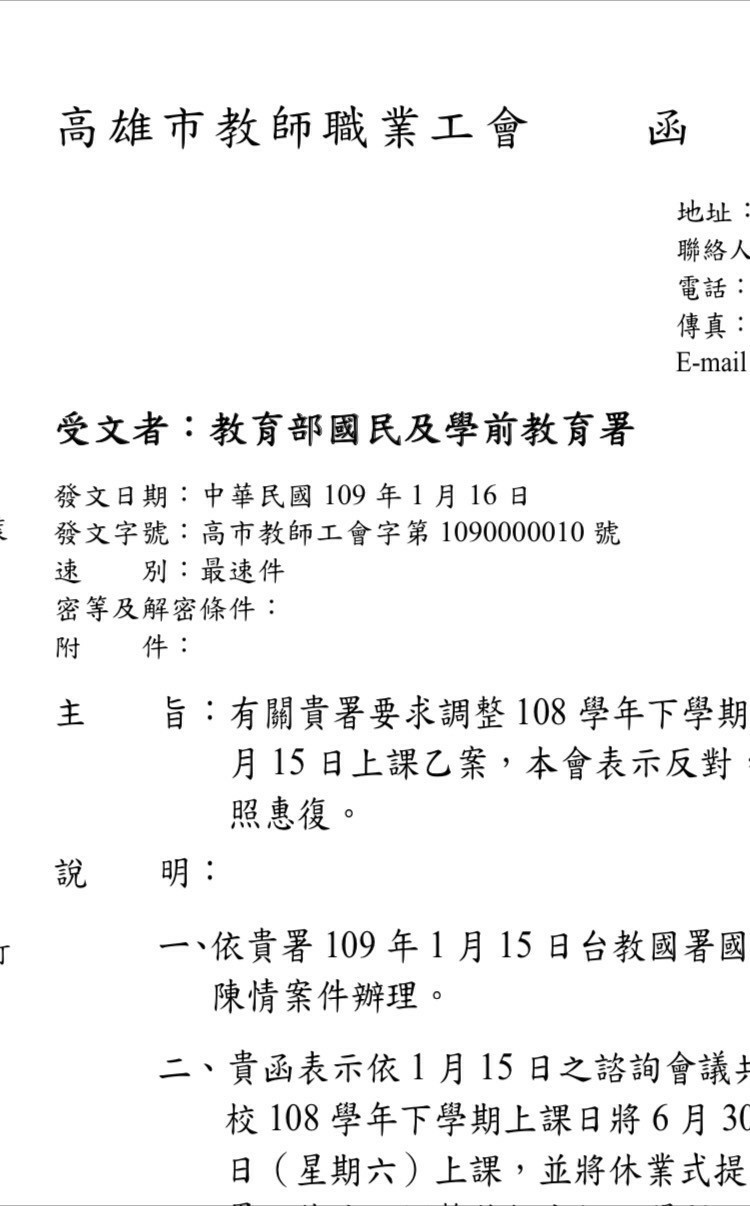 高雄市教師職業工會 函
地址：
聯絡人
電話：
傳真：
E-mail
受文者：教育部國民及學前教育署
發文日期：中華民國 109 年 1 月 16 日
發文字號：高市教師工會字第 1090000010 號
速 別：最速件
密等及解密條件：
附 件：
主 旨：有關貴署要求調整 108 學年下學期
月 15 日上課乙案，本會表示反對
照惠復。
說 明：
一、依貴署 109 年 1 月 15 日台教國署國
陳情案件辦理。
二、貴函表示依 1 月 15 日之諮詢會議共
校 108 學年下學期上課日將 6 月 30
日（星期六）上課，並將休業式提